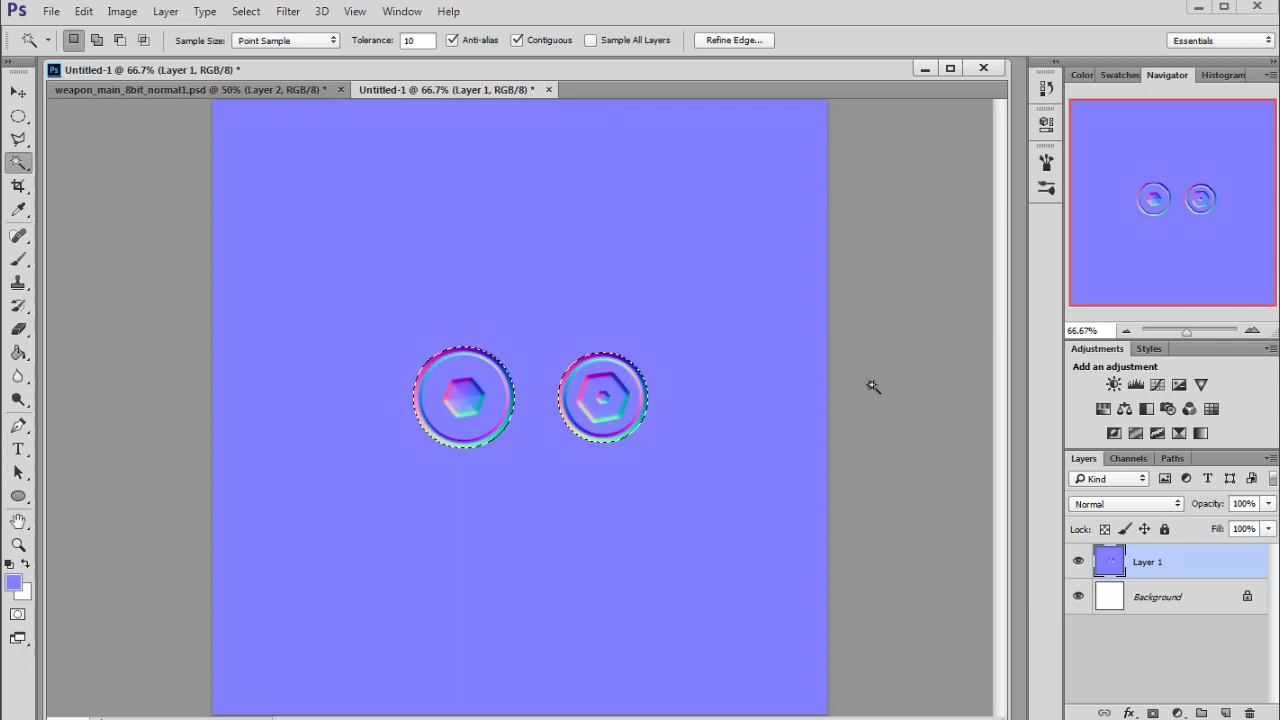 Ps File Edit Image Layer Type Select Filter 3D View Window Help
Sample Size: Point Sample Tolerance: 10 Anti-alias Contiguous Sample All Layers Refine Edge... Essentials
Untitled-1 @ 66.7% (Layer 1, RGB/8) *
Color Swatches Navigator Histogram
weapon_main_8bit_normal1.psd @ 50% (Layer 2, RGB/8) * Untitled-1 @ 66.7% (Layer 1, RGB/8) *
66.67%
Adjustments Styles
Add an adjustment
Layers Channels Paths
Kind
Normal Opacity: 100%
Lock: Fill: 100%
Layer 1
Background